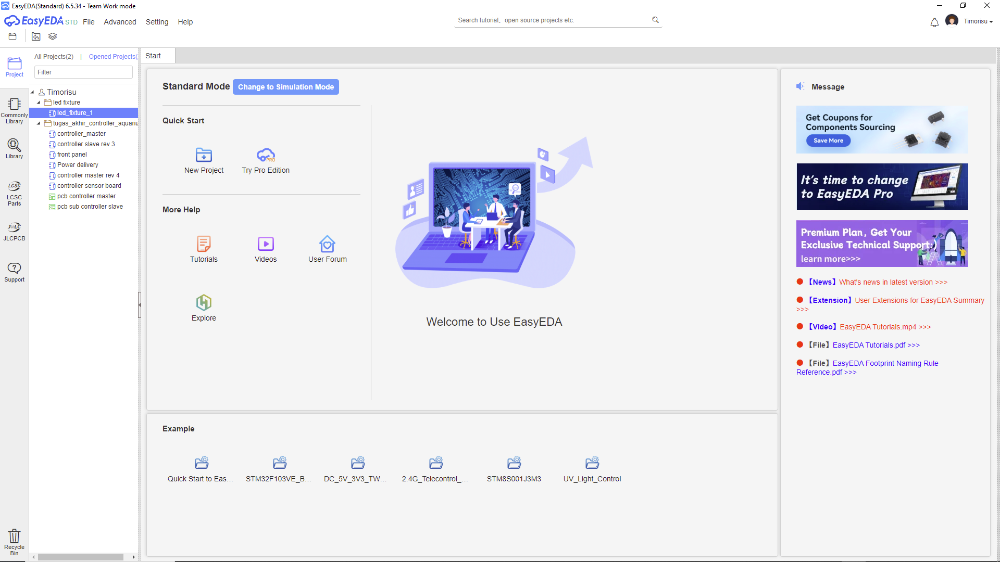 EasyEDA(Standard) 6.5.34 - Team Work mode
EasyEDA STD File Advanced Setting Help
Search tutorial、open source projects etc.
Timorisu
All Projects(2) | Opened Projects(
Start
Filter
Project
Commonly
Library
Library
LCSC
LCSC
Parts
JLCPCB
Support
Recycle
Bin
Timorisu
led fixture
led_fixture_1
tugas_akhir_controller_aquariu
controller_master
controller slave rev 3
front panel
Power delivery
controller master rev 4
controller sensor board
pcb controller master
pcb sub controller slave
Standard Mode Change to Simulation Mode
Quick Start
New Project
PRO
Try Pro Edition
More Help
Tutorials
Videos
User Forum
Explore
Welcome to Use EasyEDA
Example
Quick Start to Eas...
STM32F103VE_B...
DC_5V_3V3_TW...
2.4G_Telecontrol_...
STM8S001J3M3
UV_Light_Control
Message
Get Coupons for
Components Sourcing
Save More
It's time to change
to EasyEDA Pro
Premium Plan, Get Your
Exclusive Technical Support:)
learn more>>>
【News】What's news in latest version >>>
【Extension】User Extensions for EasyEDA Summary
>>>
【Video】EasyEDA Tutorials.mp4 >>>
【File】EasyEDA Tutorials.pdf >>>
【File】EasyEDA Footprint Naming Rule
Reference.pdf >>>